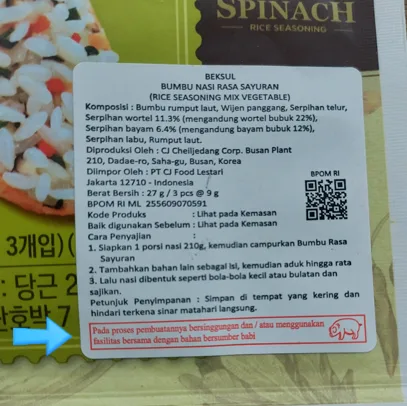 SPINACH
RICE SEASONING
BEKSUL
BUMBU NASI RASA SAYURAN
(RICE SEASONING MIX VEGETABLE)
Komposisi : Bumbu rumput laut, Wijen panggang, Serpihan telur,
Serpihan wortel 11.3% (mengandung wortel bubuk 22%),
Serpihan bayam 6.4% (mengandung bayam bubuk 12%),
Serpihan labu, Rumput laut.
Diproduksi Oleh : CJ Cheiljedang Corp. Busan Plant
210, Dadae-ro, Saha-gu, Busan, Korea
Diimpor Oleh : PT CJ Food Lestari
Jakarta 12710 - Indonesia
Berat Bersih : 27 g / 3 pcs @ 9 g
BPOM RI ML 255609070591
BPOM RI
Kode Produksi : Lihat pada Kemasan
Baik digunakan Sebelum : Lihat pada Kemasan
Cara Penyajian :
1. Siapkan 1 porsi nasi 210g, kemudian campurkan Bumbu Rasa
Sayuran
2. Tambahkan bahan lain sebagai isi, kemudian aduk hingga rata
3. Lalu nasi dibentuk seperti bola-bola kecil atau bulatan dan
sajikan.
Petunjuk Penyimpanan : Simpan di tempat yang kering dan
hindari terkena sinar matahari langsung.
Pada proses pembuatannya bersinggungan dan / atau menggunakan
fasilitas bersama dengan bahan bersumber babi
3개입)(
: 당근 2
단호박 7